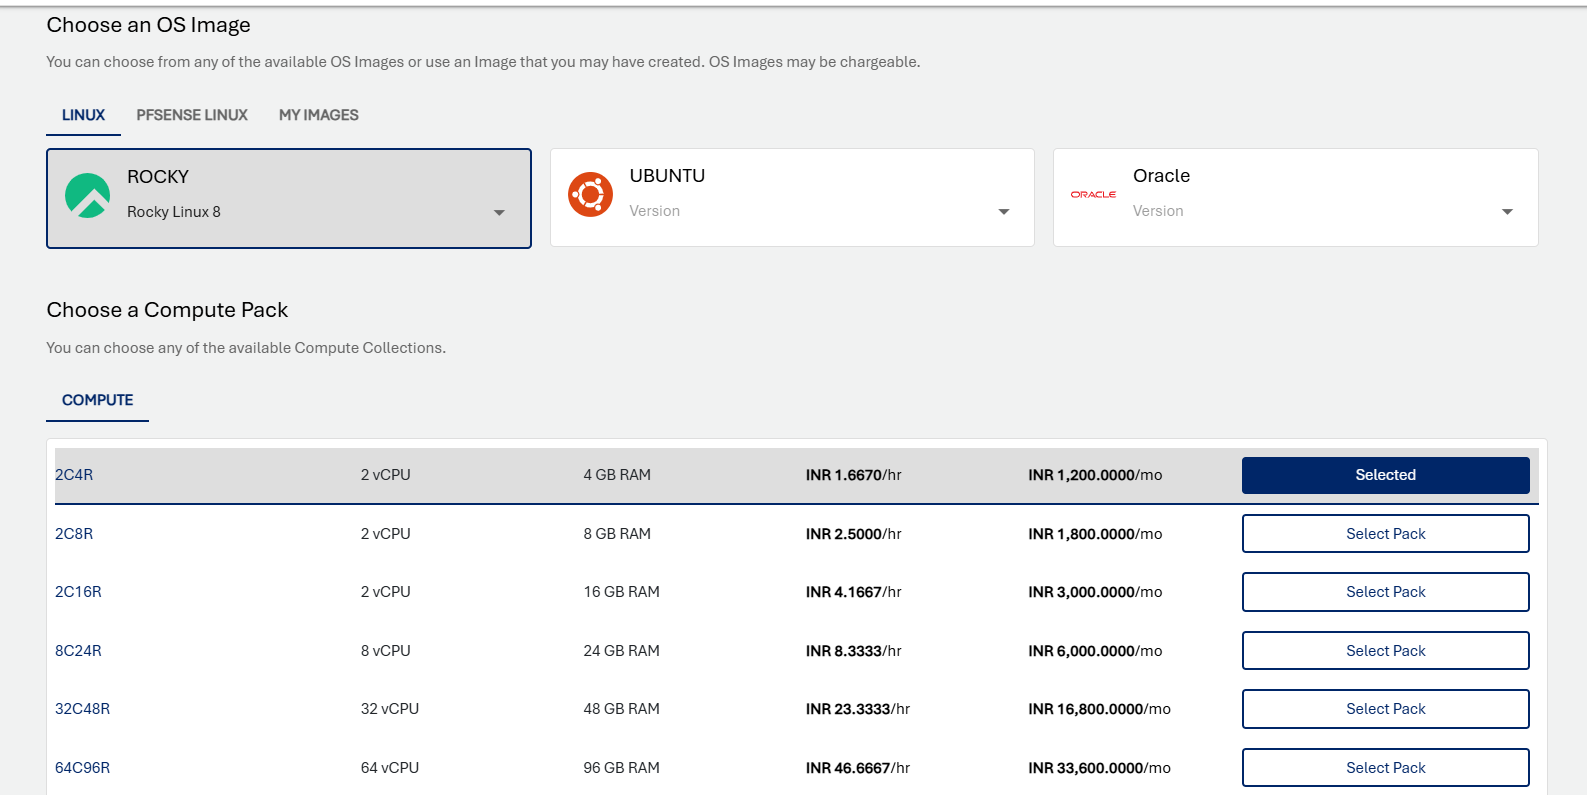 Choose an OS Image
You can choose from any of the available OS Images or use an Image that you may have created. OS Images may be chargeable.
LINUX PFSENSE LINUX MY IMAGES
ROCKY
Rocky Linux 8
UBUNTU
Version
ORACLE
Oracle
Version
Choose a Compute Pack
You can choose any of the available Compute Collections.
COMPUTE
2C4R 2 vCPU 4 GB RAM INR 1.6670/hr INR 1,200.0000/mo Selected
2C8R 2 vCPU 8 GB RAM INR 2.5000/hr INR 1,800.0000/mo Select Pack
2C16R 2 vCPU 16 GB RAM INR 4.1667/hr INR 3,000.0000/mo Select Pack
8C24R 8 vCPU 24 GB RAM INR 8.3333/hr INR 6,000.0000/mo Select Pack
32C48R 32 vCPU 48 GB RAM INR 23.3333/hr INR 16,800.0000/mo Select Pack
64C96R 64 vCPU 96 GB RAM INR 46.6667/hr INR 33,600.0000/mo Select Pack